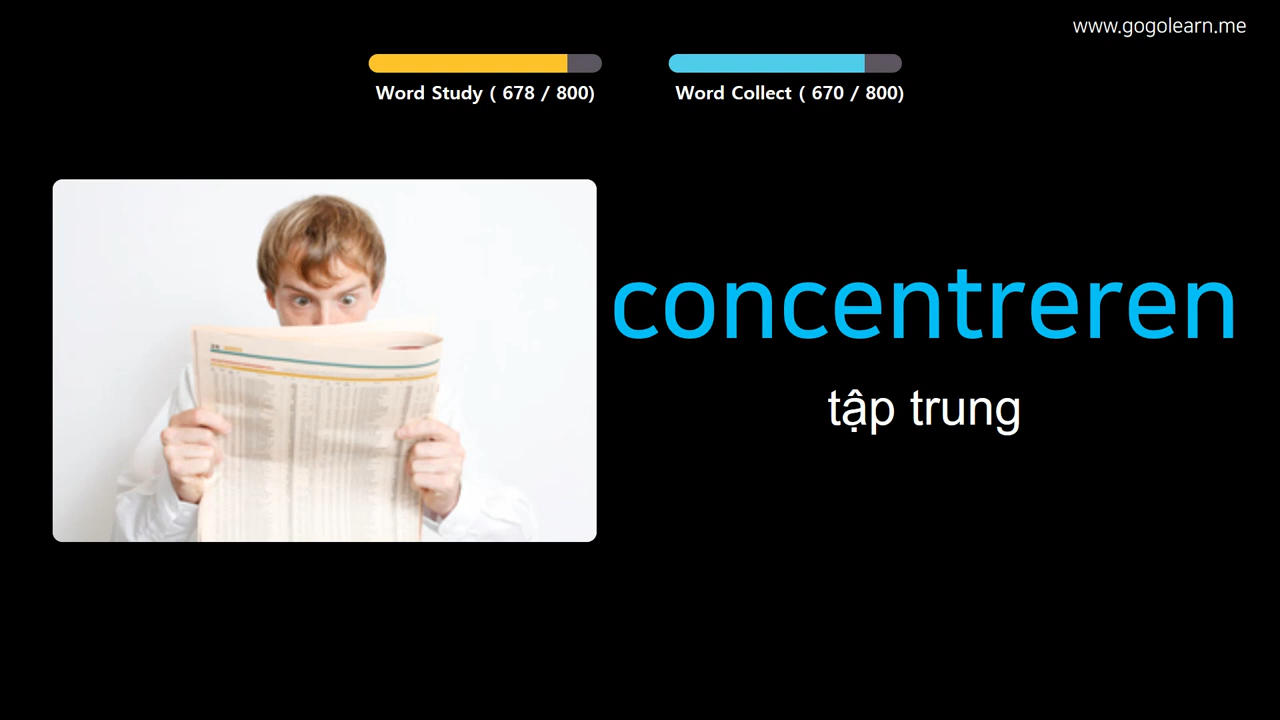 www.gogolearn.me
Word Study ( 678 / 800)
Word Collect ( 670 / 800)
concentreren
tập trung